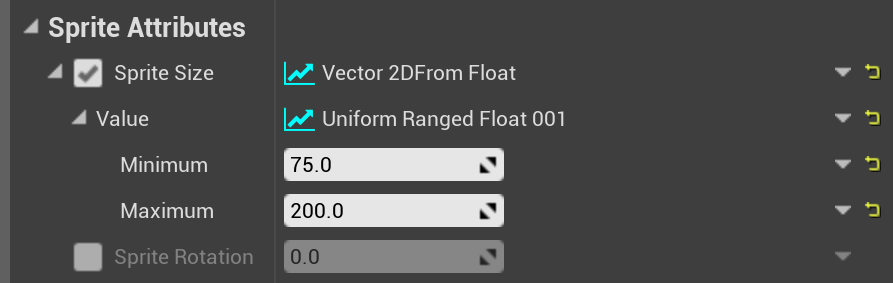 Sprite Attributes
Sprite Size Vector 2DFrom Float
Value Uniform Ranged Float 001
Minimum 75.0
Maximum 200.0
Sprite Rotation 0.0